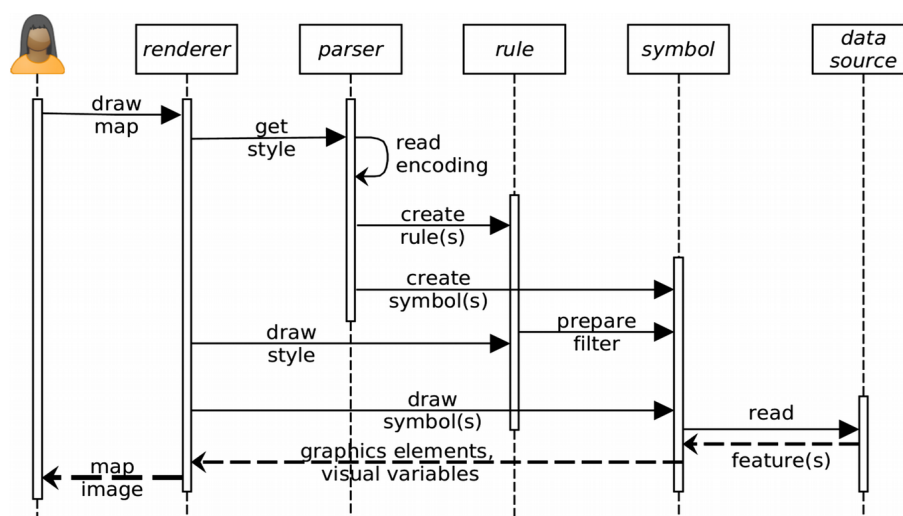 renderer
parser
rule
symbol
data
source
draw
map
get
style
read
encoding
create
rule(s)
create
symbol(s)
prepare
filter
draw
style
draw
symbol(s)
read
feature(s)
graphics elements,
visual variables
map
image